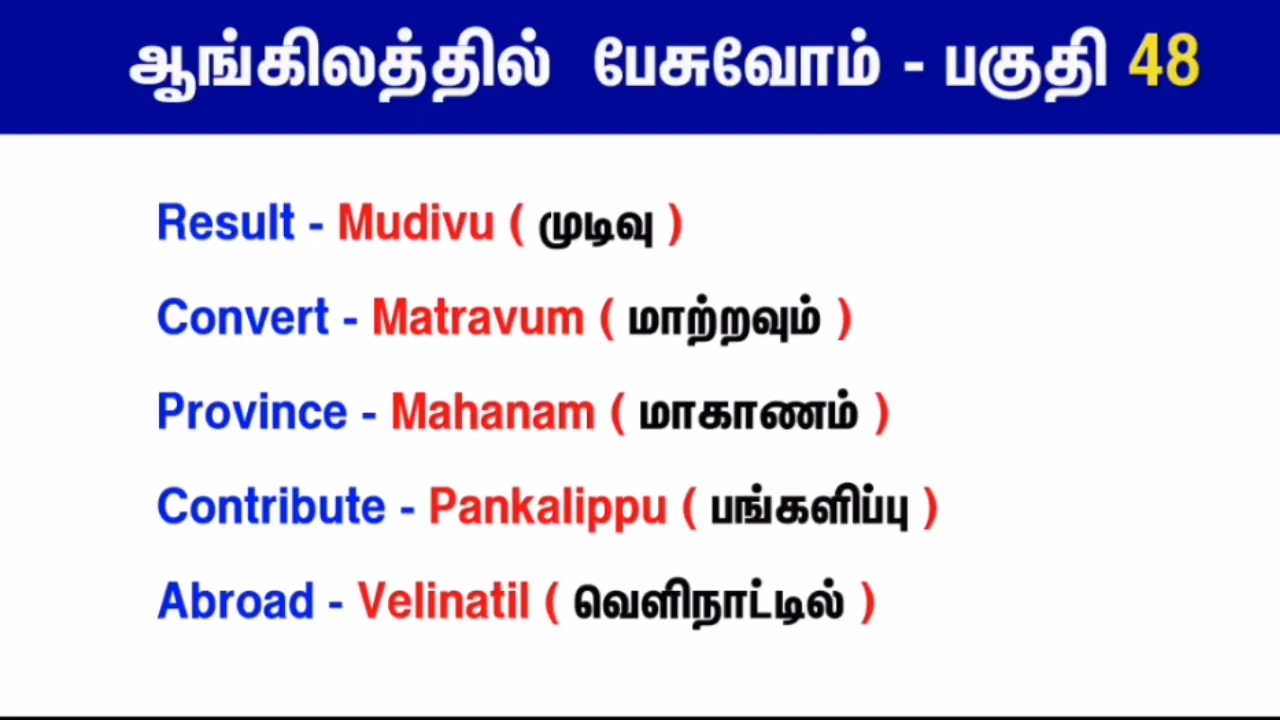 ஆங்கிலத்தில் பேசுவோம் - பகுதி 48
Result - Mudivu ( முடிவு )
Convert - Matravum ( மாற்றவும் )
Province - Mahanam ( மாகாணம் )
Contribute - Pankalippu ( பங்களிப்பு )
Abroad - Velinatil ( வெளிநாட்டில் )